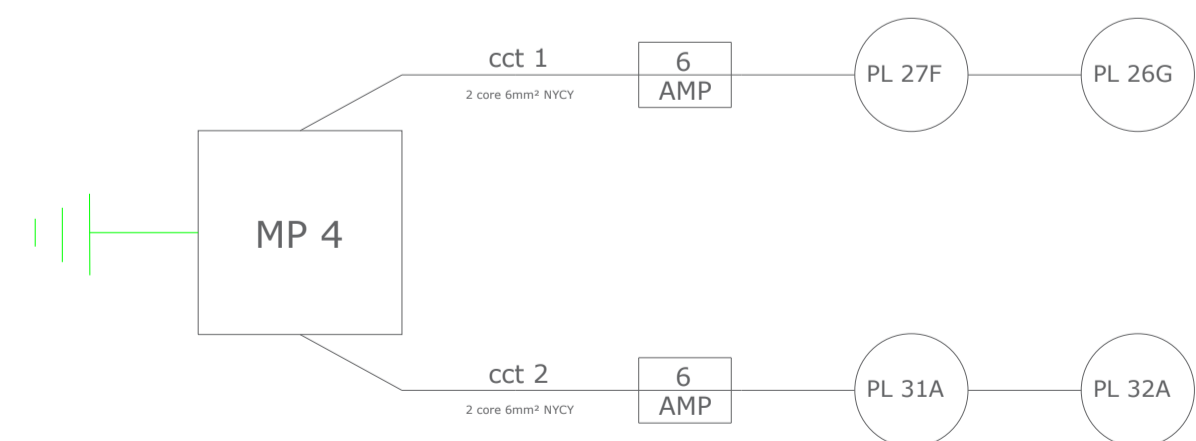 cct 1
2 core 6mm² NYCY
6
AMP
PL 27F
PL 26G
MP 4
cct 2
2 core 6mm² NYCY
6
AMP
PL 31A
PL 32A